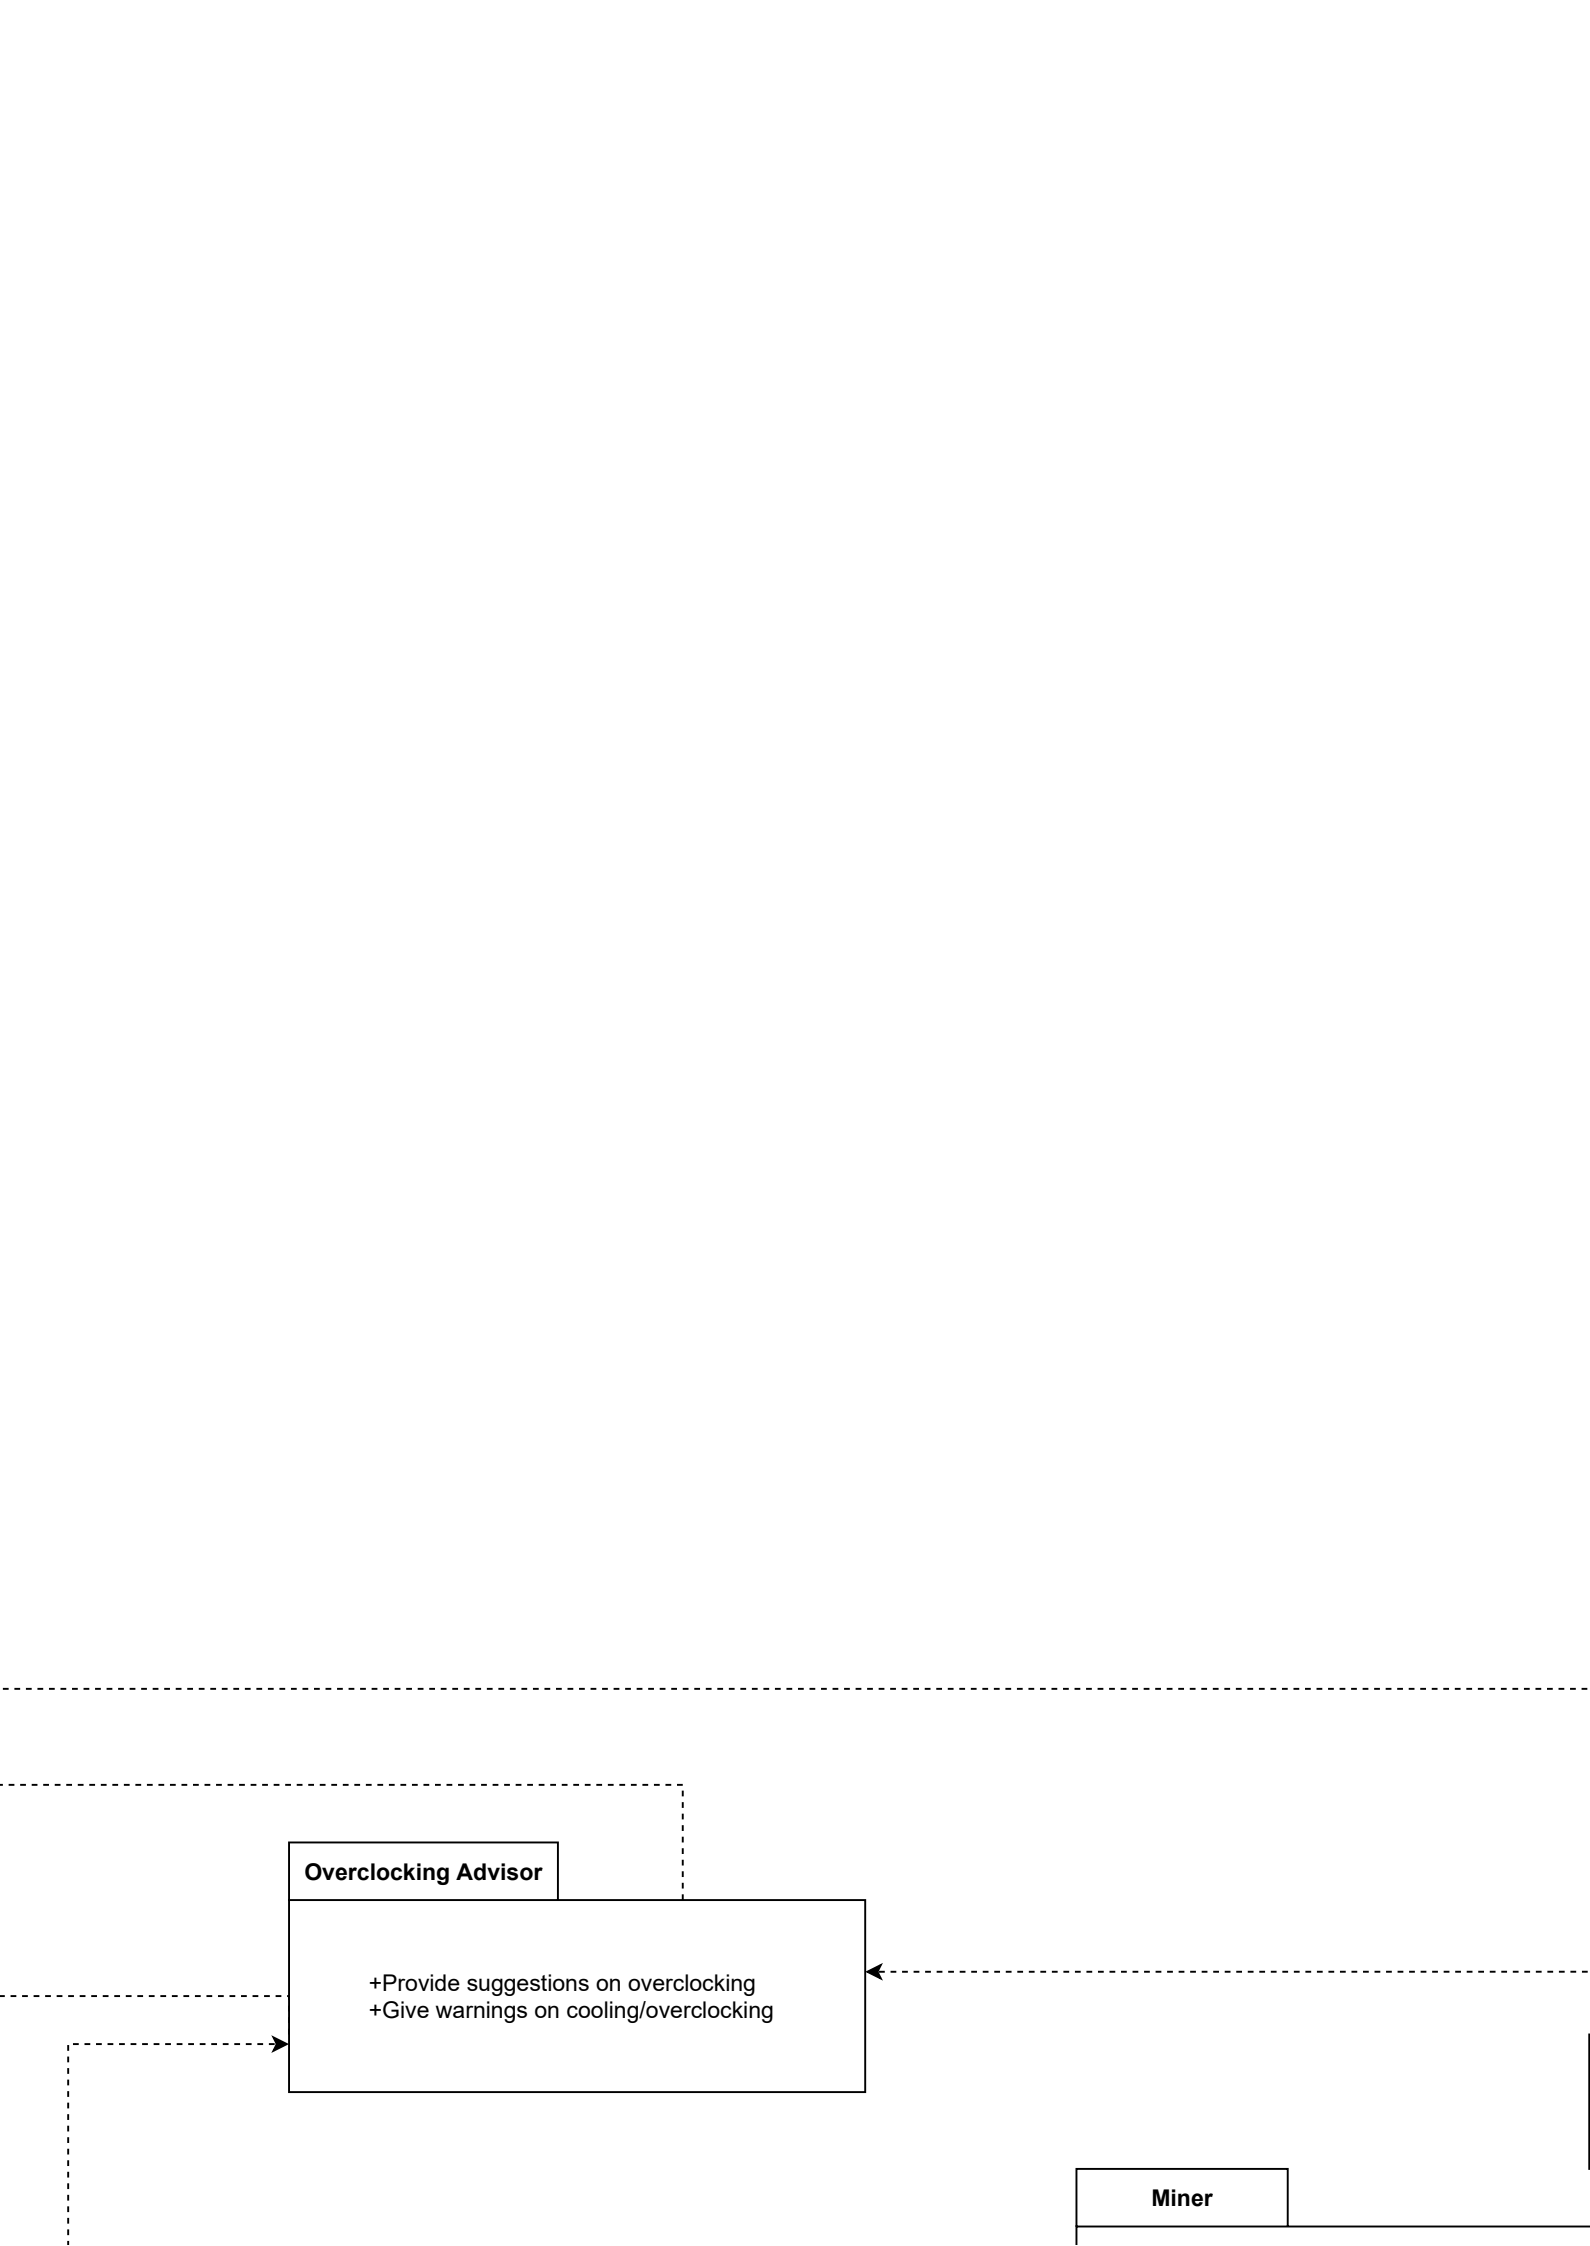 Overclocking Advisor
+Provide suggestions on overclocking
+Give warnings on cooling/overclocking
Miner